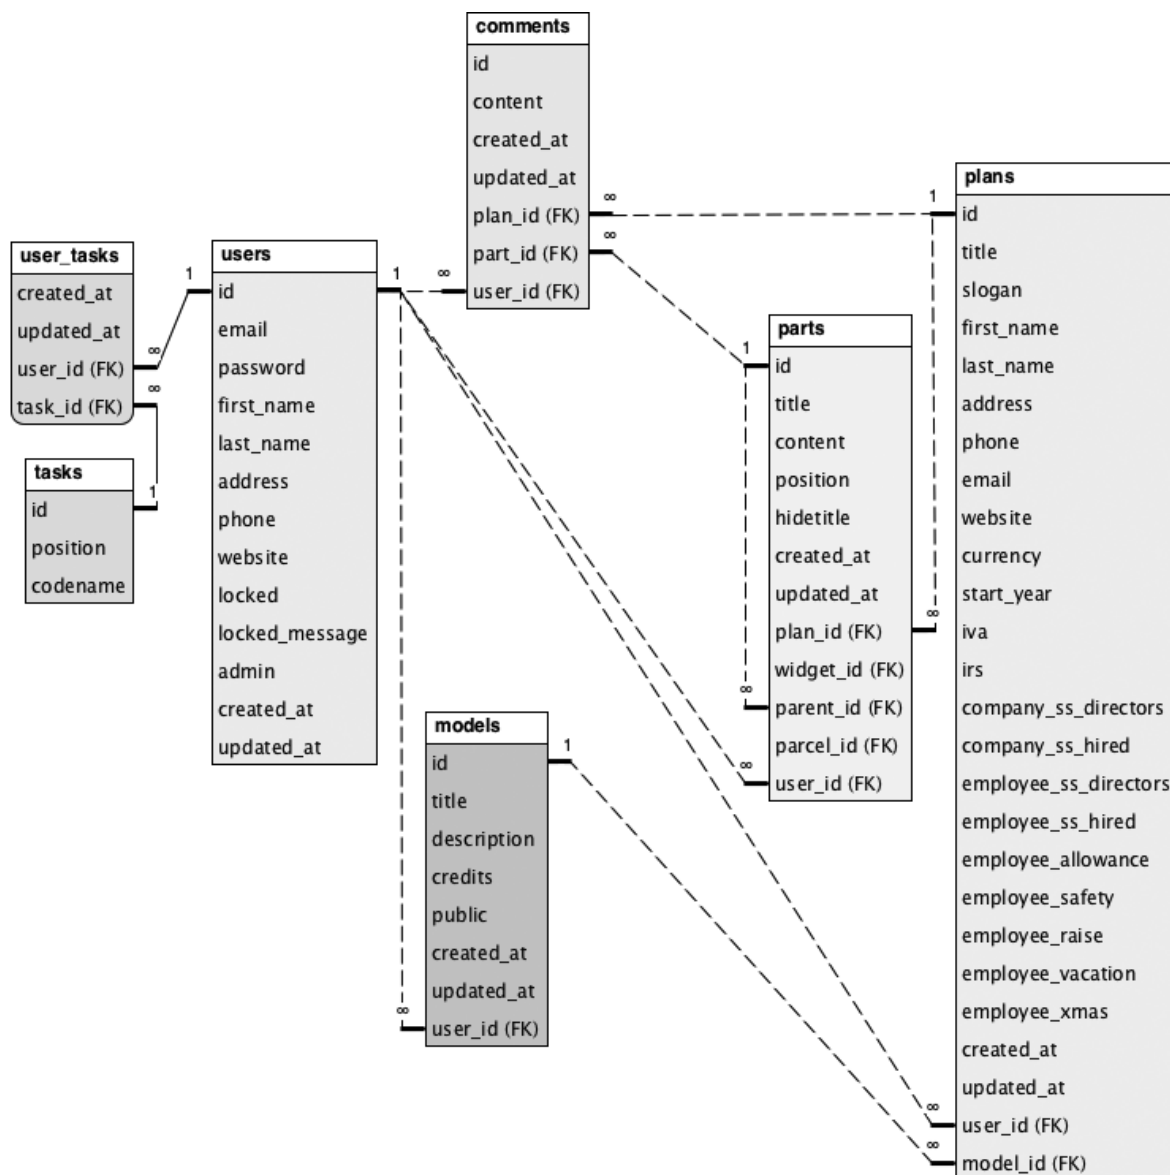 comments
id
content
created_at
updated_at
plan_id (FK)
part_id (FK)
user_id (FK)
∞
∞
∞
plans
1
id
title
slogan
first_name
last_name
address
phone
email
website
currency
start_year
iva
irs
company_ss_directors
company_ss_hired
employee_ss_directors
employee_ss_hired
employee_allowance
employee_safety
employee_raise
employee_vacation
employee_xmas
created_at
updated_at
∞
user_id (FK)
∞
model_id (FK)
user_tasks
created_at
updated_at
user_id (FK)
task_id (FK)
∞
∞
1
users
1
id
email
password
first_name
last_name
address
phone
website
locked
locked_message
admin
created_at
updated_at
tasks
1
id
position
codename
parts
1
id
title
content
position
hidetitle
created_at
updated_at
plan_id (FK)
∞
widget_id (FK)
∞
parent_id (FK)
parcel_id (FK)
∞
user_id (FK)
models
1
id
title
description
credits
public
created_at
updated_at
∞
user_id (FK)